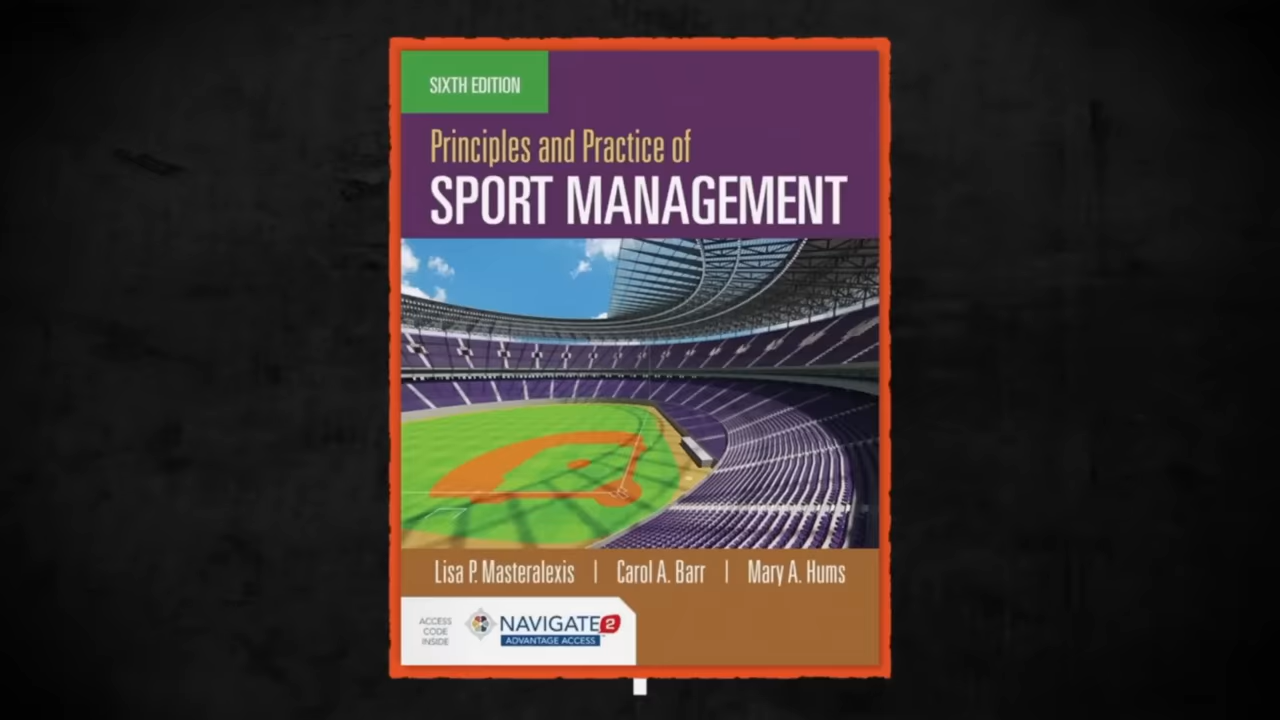 SIXTH EDITION
Principles and Practice of
SPORT MANAGEMENT
Lisa P. Masteralexis | Carol A. Barr | Mary A. Hums
ACCESS
CODE
INSIDE
NAVIGATE 2
ADVANTAGE ACCESS